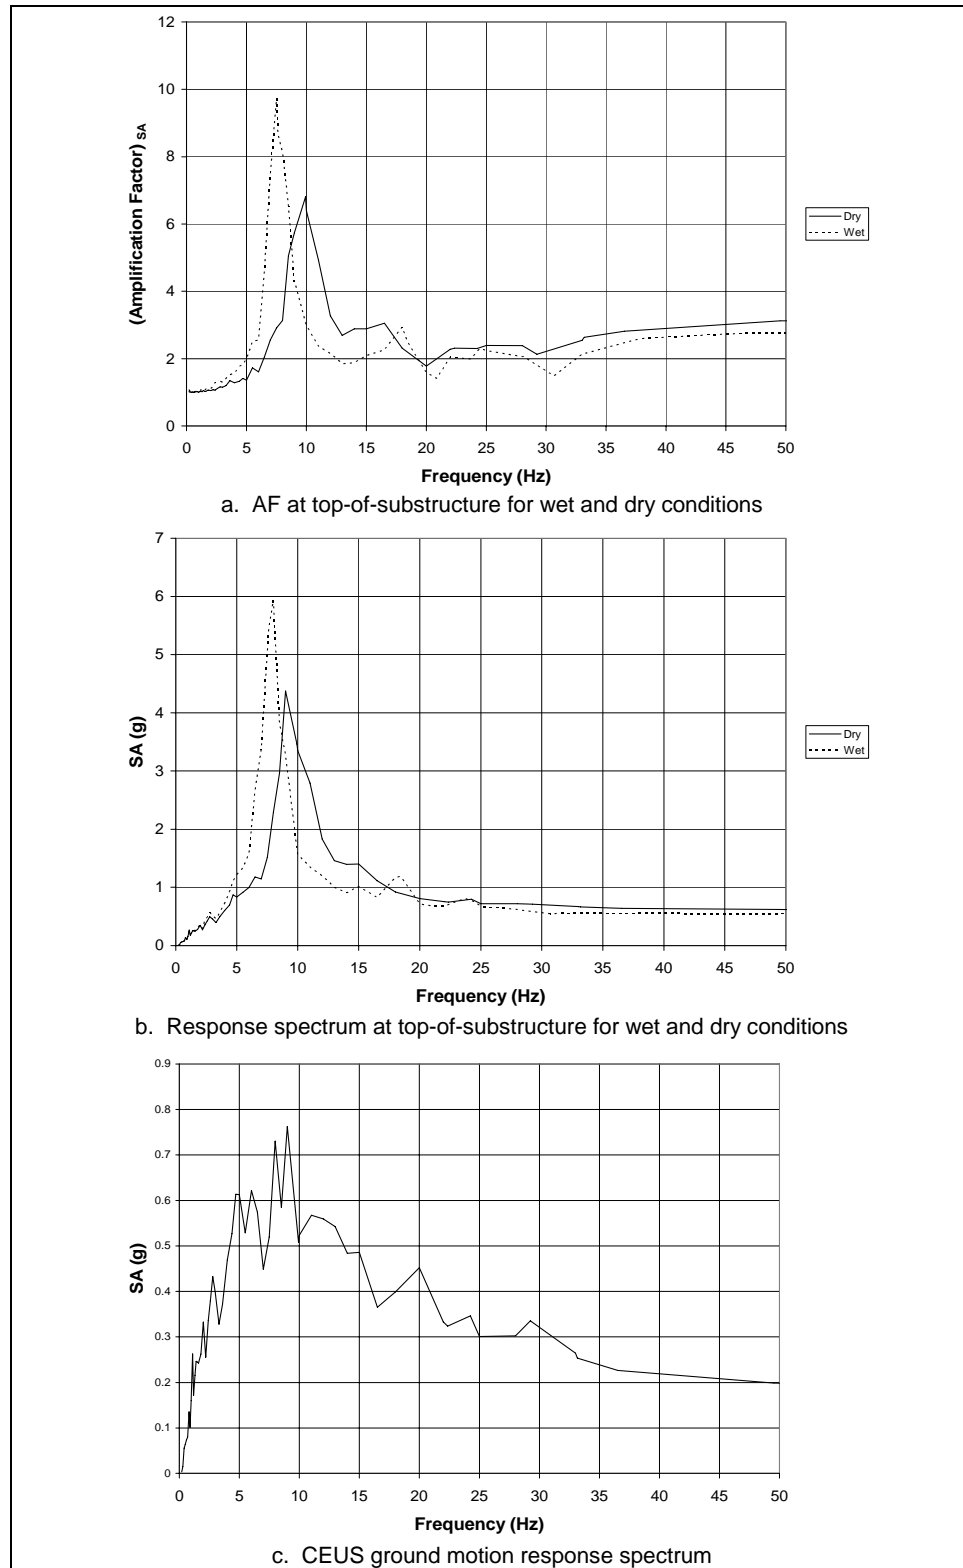 12
10
8
6
4
2
0
(Amplification Factor) SA
0 5 10 15 20 25 30 35 40 45 50
Frequency (Hz)
Dry
Wet
a. AF at top-of-substructure for wet and dry conditions
7
6
5
4
3
2
1
0
SA (g)
0 5 10 15 20 25 30 35 40 45 50
Frequency (Hz)
Dry
Wet
b. Response spectrum at top-of-substructure for wet and dry conditions
0.9
0.8
0.7
0.6
0.5
0.4
0.3
0.2
0.1
0
SA (g)
0 5 10 15 20 25 30 35 40 45 50
Frequency (Hz)
c. CEUS ground motion response spectrum